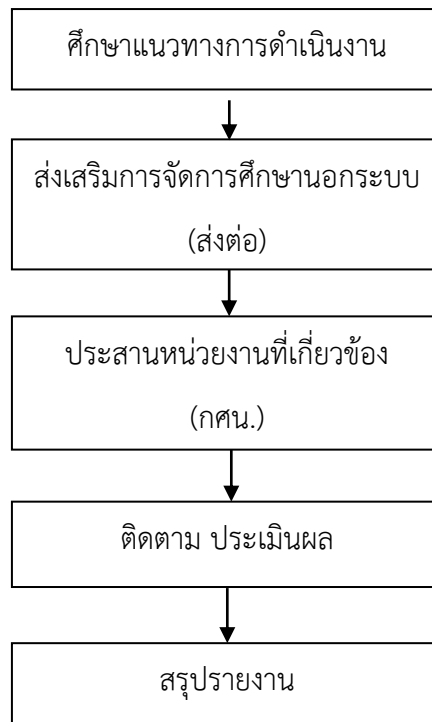 ศึกษาแนวทางการดำเนินงาน
ส่งเสริมการจัดการศึกษานอกระบบ
(ส่งต่อ)
ประสานหน่วยงานที่เกี่ยวข้อง
(กศน.)
ติดตาม ประเมินผล
สรุปรายงาน